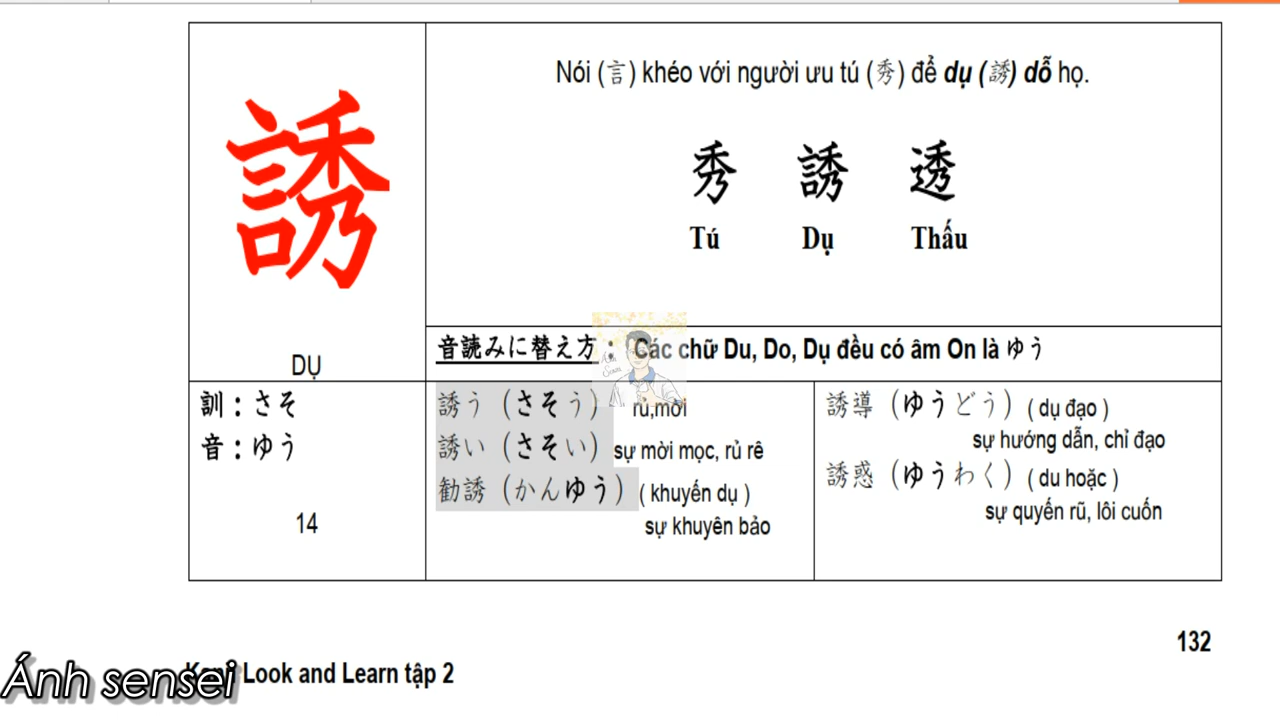 誘
DỤ
Nói (言) khéo với người ưu tú (秀) để dụ (誘) dỗ họ.
秀 誘 透
Tú Dụ Thấu
音読みに替え方： Các chữ Du, Do, Dụ đều có âm On là ゆう
訓：さそ
音：ゆう
14
誘う（さそう） rủ,mời
誘い（さそい） sự mời mọc, rủ rê
勧誘（かんゆう） ( khuyến dụ )
sự khuyên bảo
誘導（ゆうどう） ( dụ đạo )
sự hướng dẫn, chỉ đạo
誘惑（ゆうわく） ( du hoặc )
sự quyến rũ, lôi cuốn
132
Kanji Look and Learn tập 2
Ánh sensei